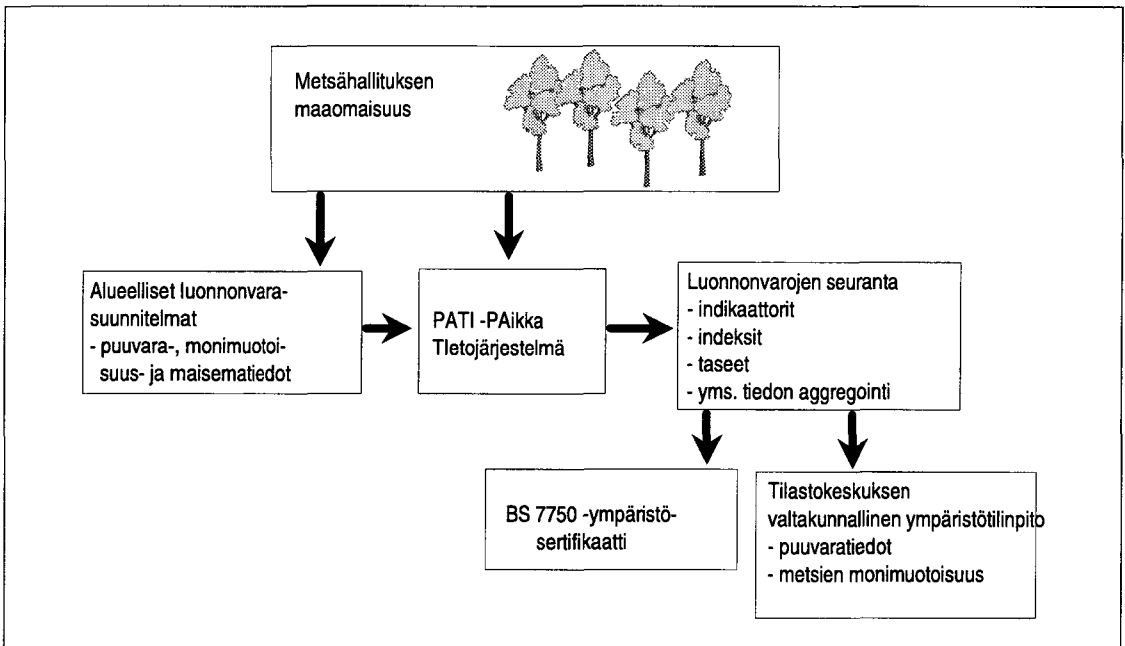 Metsähallituksen
maaomaisuus
Alueelliset luonnonvara-
suunnitelmat
- puuvara-, monimuotoi-
suus- ja maisematiedot
PATI -PAikka
TIetojärjestelmä
Luonnonvarojen seuranta
- indikaattorit
- indeksit
- taseet
- yms. tiedon aggregointi
BS 7750 -ympäristö-
sertifikaatti
Tilastokeskuksen
valtakunnallinen ympäristötilinpito
- puuvaratiedot
- metsien monimuotoisuus